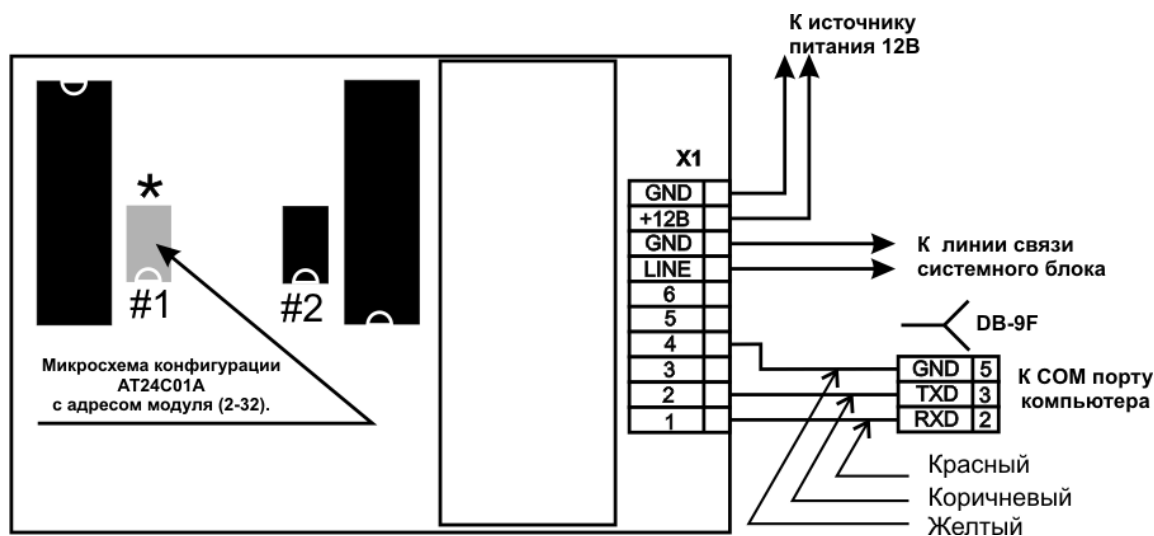 К источнику
питания 12В
X1
GND
+12В
GND
LINE
6
5
4
3
2
1
К линии связи
системного блока
DB-9F
GND 5
TXD 3
RXD 2
К COM порту
компьютера
Красный
Коричневый
Желтый
*
#1
#2
Микросхема конфигурации
AT24C01A
с адресом модуля (2-32).